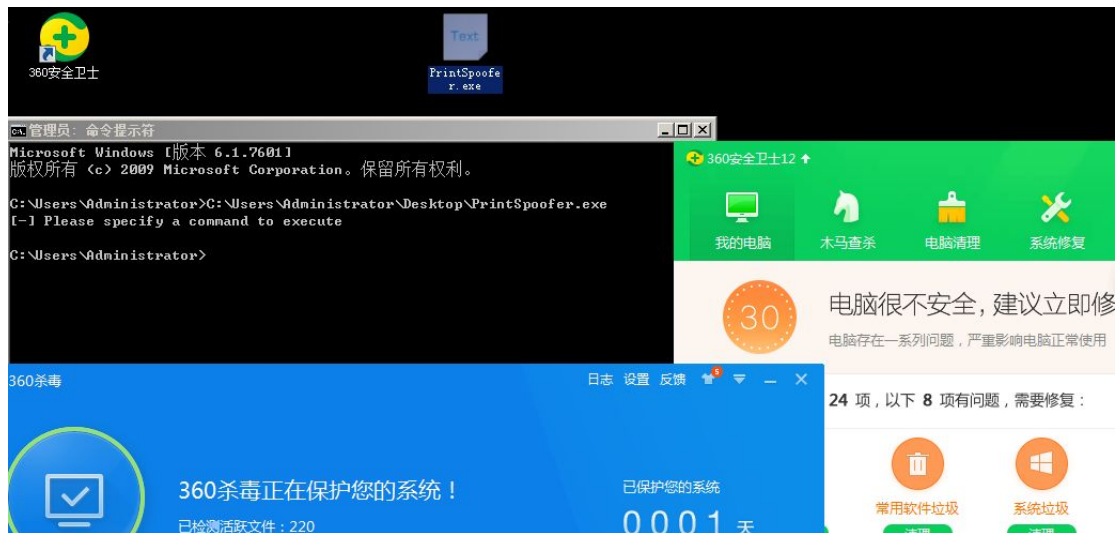 Text
360安全卫士
PrintSpoofe
r.exe
管理员: 命令提示符
Microsoft Windows [版本 6.1.7601]
版权所有 (c) 2009 Microsoft Corporation。保留所有权利。
C:\Users\Administrator>C:\Users\Administrator\Desktop\PrintSpoofer.exe
[-] Please specify a command to execute
C:\Users\Administrator>
360安全卫士12
我的电脑
木马查杀
电脑清理
系统修复
30
电脑很不安全，建议立即修
电脑存在一系列问题，严重影响电脑正常使用
24 项，以下 8 项有问题，需要修复：
常用软件垃圾
系统垃圾
清理
清理
360杀毒
日志 设置 反馈 5
360杀毒正在保护您的系统！
已检测活跃文件：220
已保护您的系统
0001 天